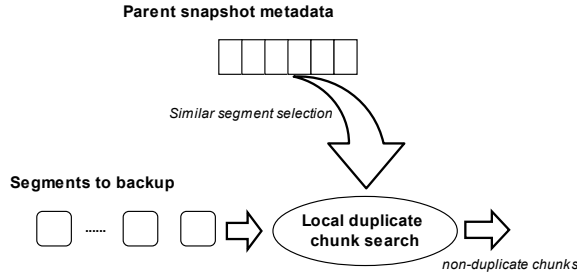 Parent snapshot metadata
Similar segment selection
Segments to backup
......
Local duplicate
chunk search
non-duplicate chunks